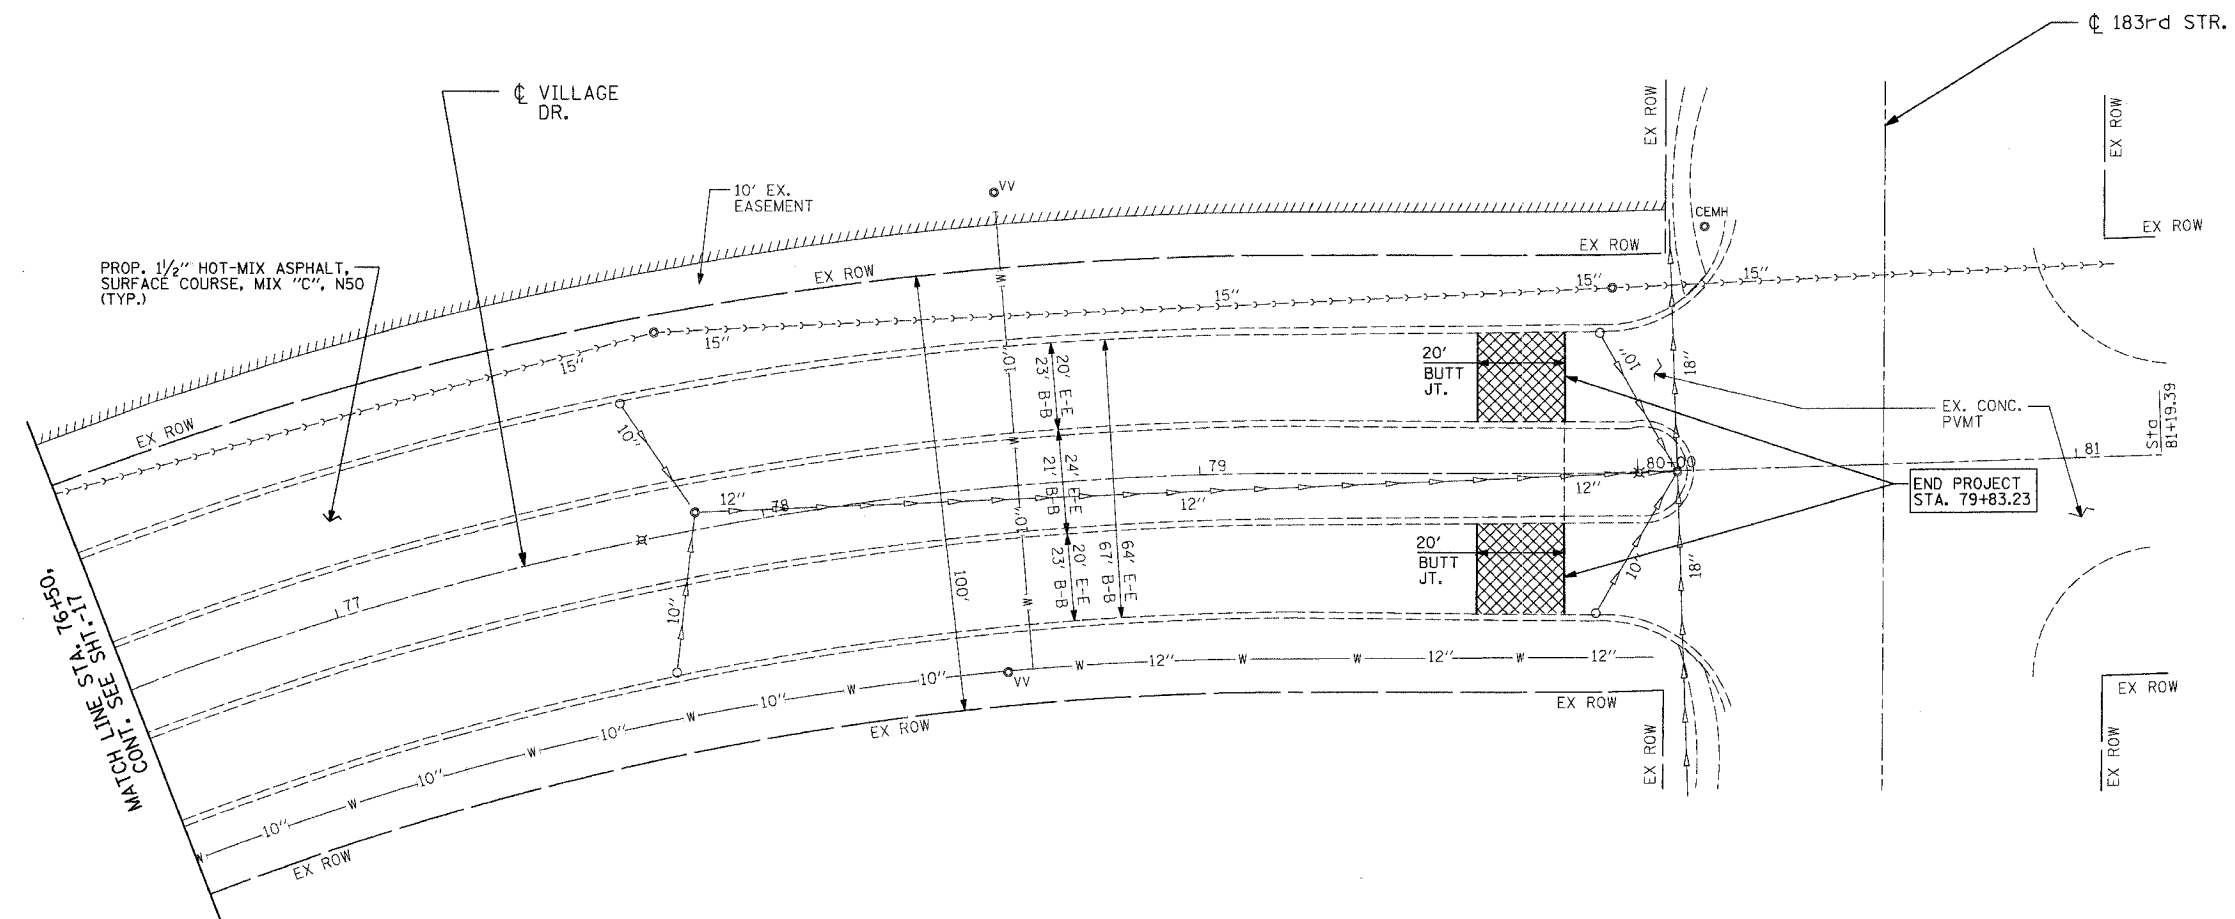 ℄ 183rd STR.
℄ VILLAGE
DR.
EX ROW
EX ROW
10' EX.
EASEMENT
VV
CEMH
EX ROW
EX ROW
PROP. 1½" HOT-MIX ASPHALT,
SURFACE COURSE, MIX "C", N50
(TYP.)
EX ROW
15"
15"
15"
15"
15"
20'
BUTT
JT.
10"
18"
10"
20' E-E
23' B-B
EX. CONC.
PVMT
Sta
81+19.39
EX ROW
10"
W
W
24' E-E
21' B-B
79
80+00
81
12"
78
12"
12"
END PROJECT
STA. 79+83.23
10"
20'
BUTT
JT.
10"
18"
20' E-E
23' B-B
64' E-E
67' B-B
100'
W
77
10"
MATCH LINE STA. 76+50,
CONT. SEE SHT.-17
VV
W
12"
W
W
12"
W
12"
10"
W
10"
W
10"
W
10"
W
10"
W
EX ROW
EX ROW
EX ROW
EX ROW
EX ROW
EX ROW